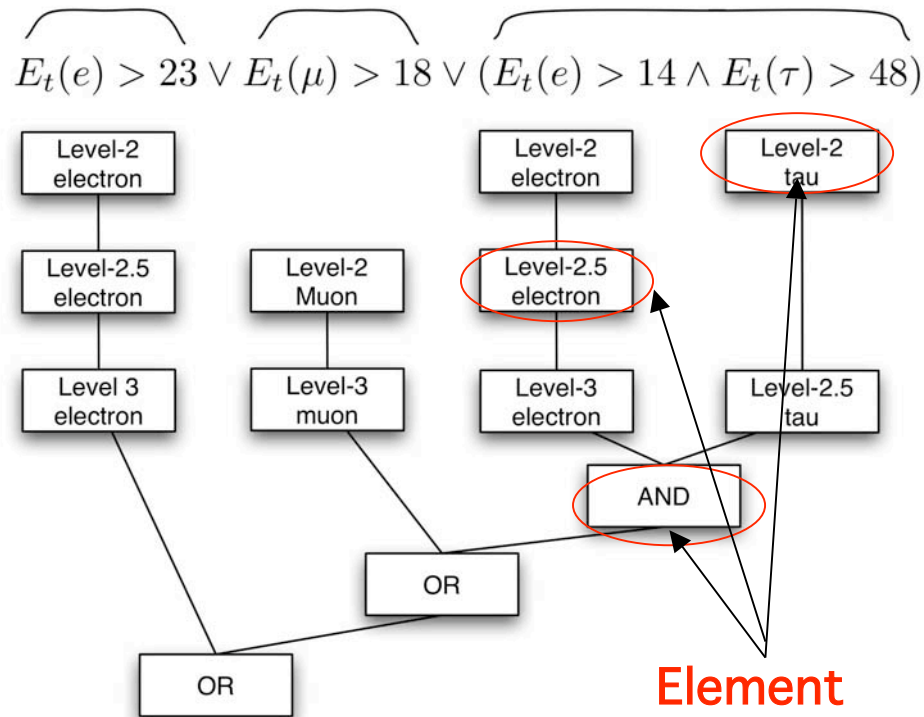 E_t(e) > 23 ∨ E_t(μ) > 18 ∨ (E_t(e) > 14 ∧ E_t(τ) > 48)
Level-2
electron
Level-2
electron
Level-2
tau
Level-2.5
electron
Level-2
Muon
Level-2.5
electron
Level 3
electron
Level-3
muon
Level-3
electron
Level-2.5
tau
AND
OR
OR
Element